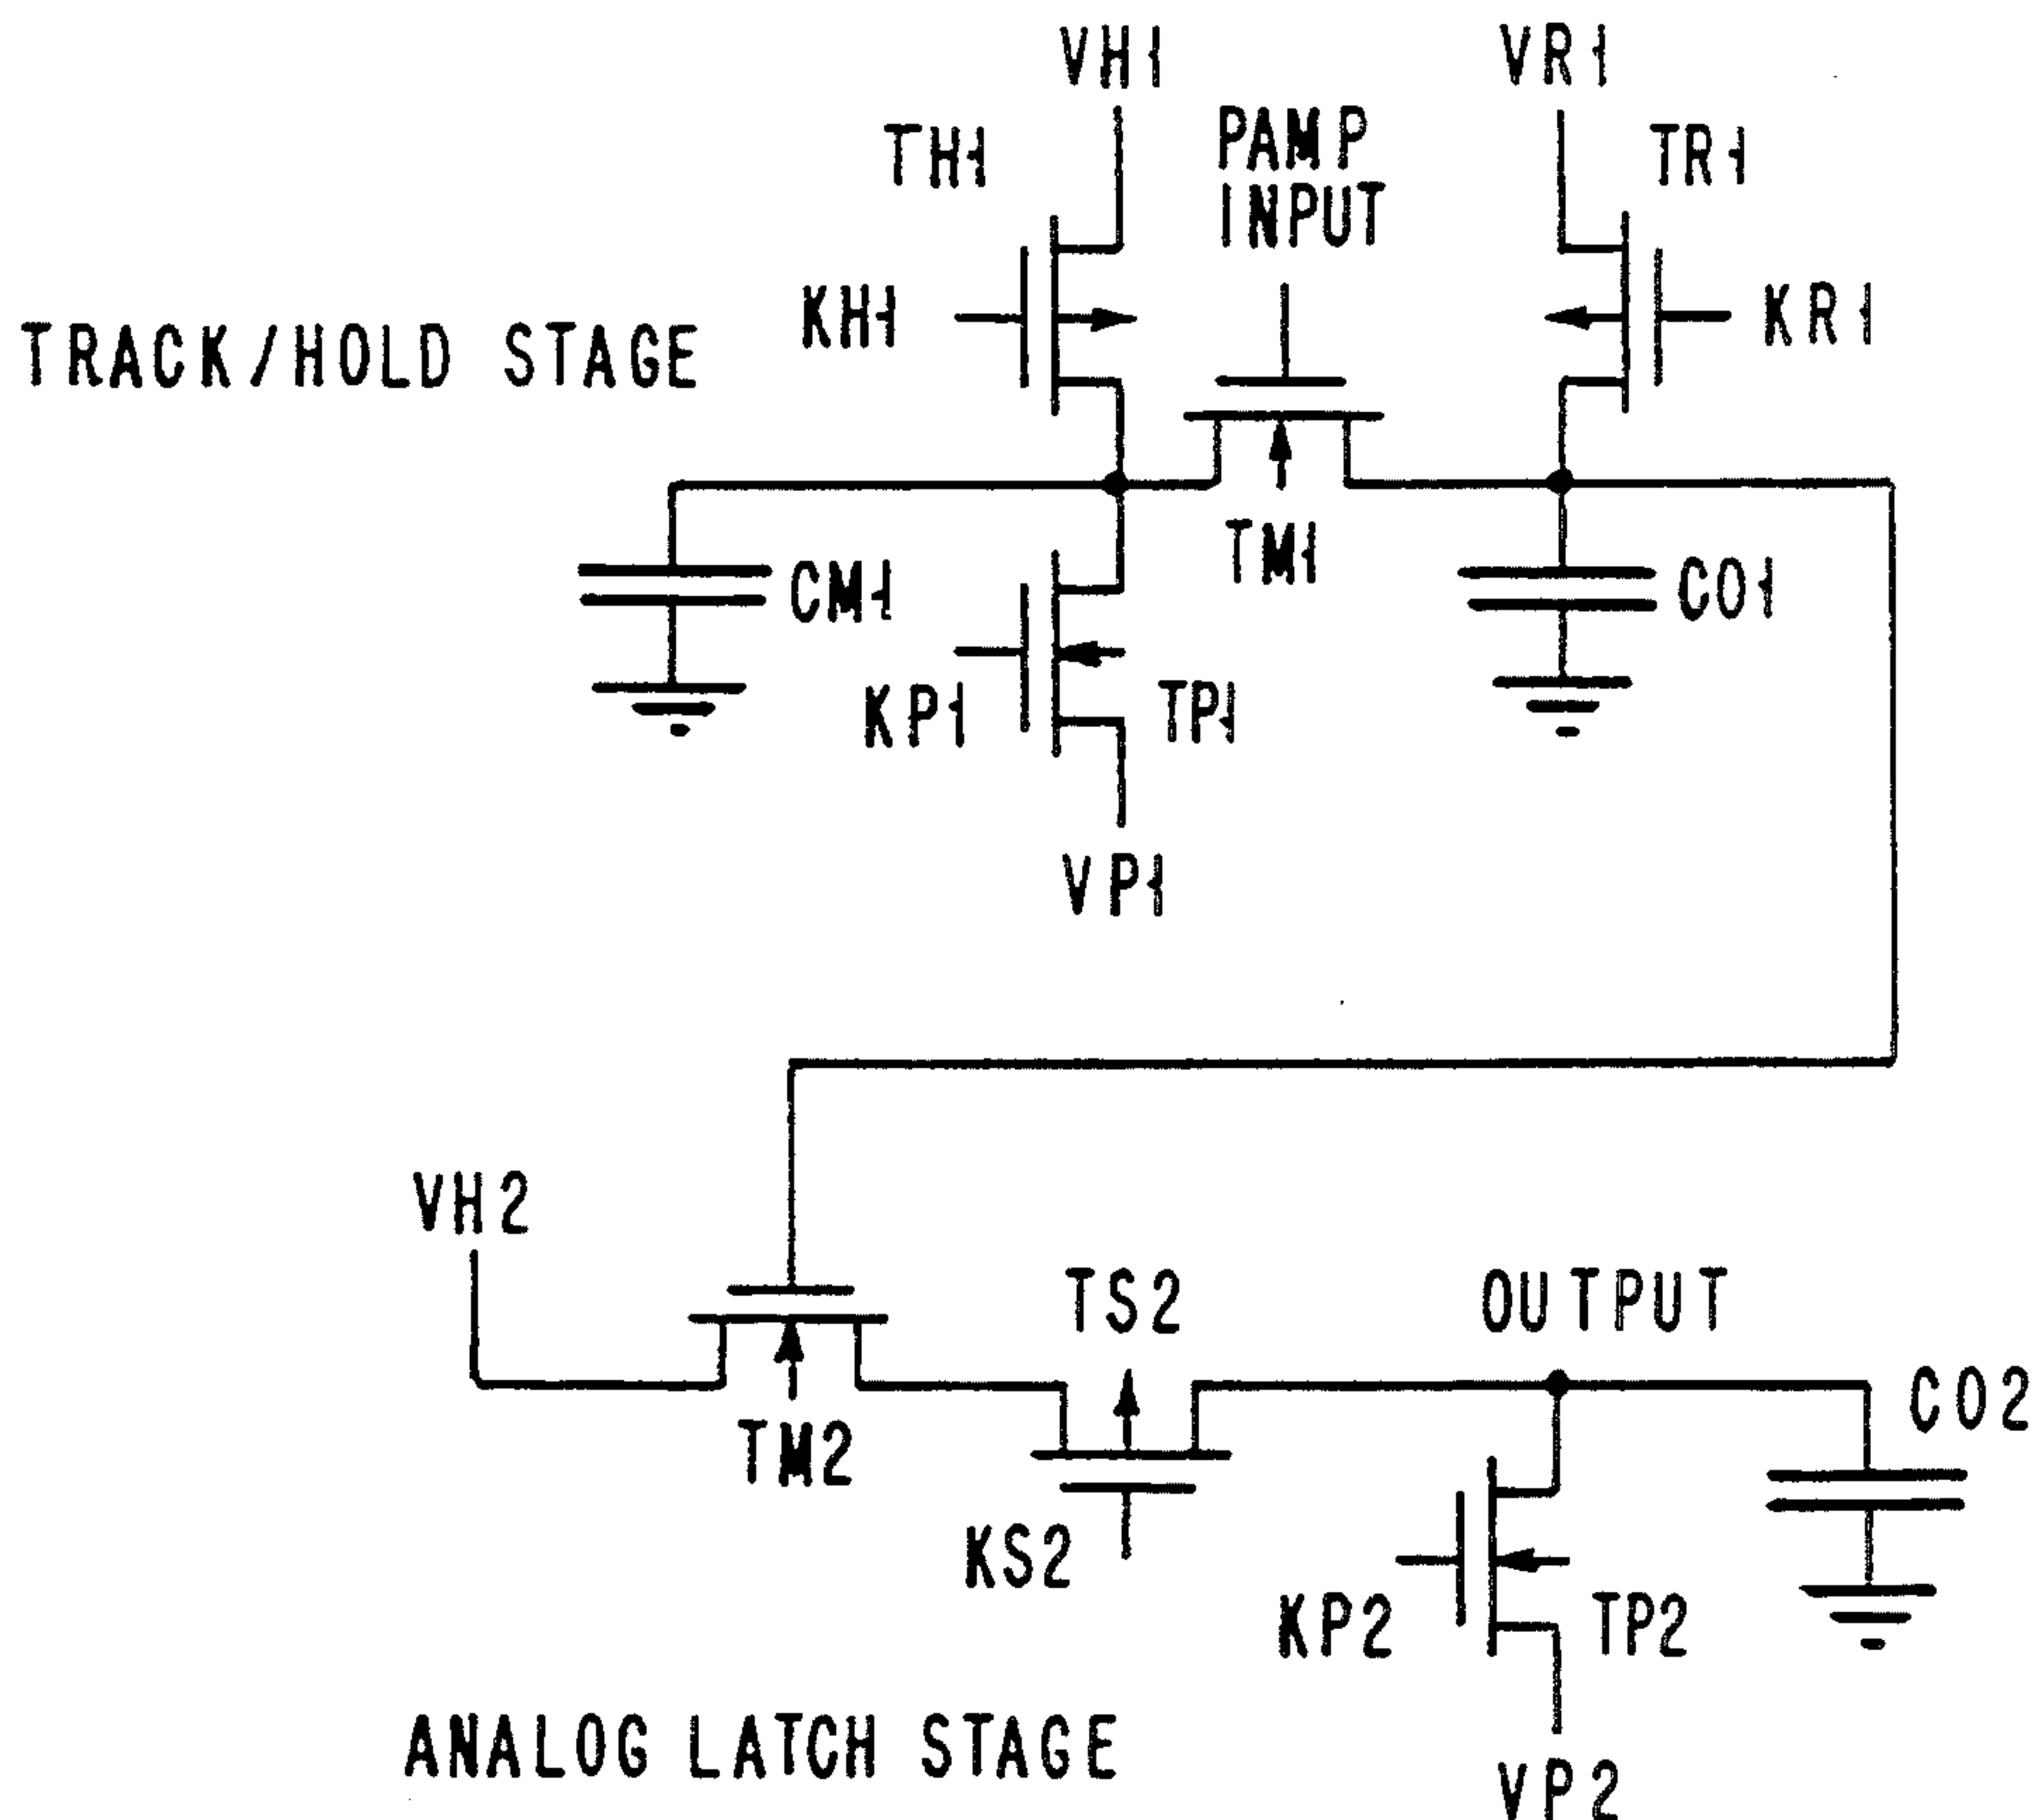 VH1
VR1
TH1
PAMP
INPUT
TR1
KH1
KR1
TRACK/HOLD STAGE
TM1
CM1
CO1
KP1
TP1
VP1
VH2
TS2
OUTPUT
CO2
TM2
KS2
KP2
TP2
ANALOG LATCH STAGE
VP2